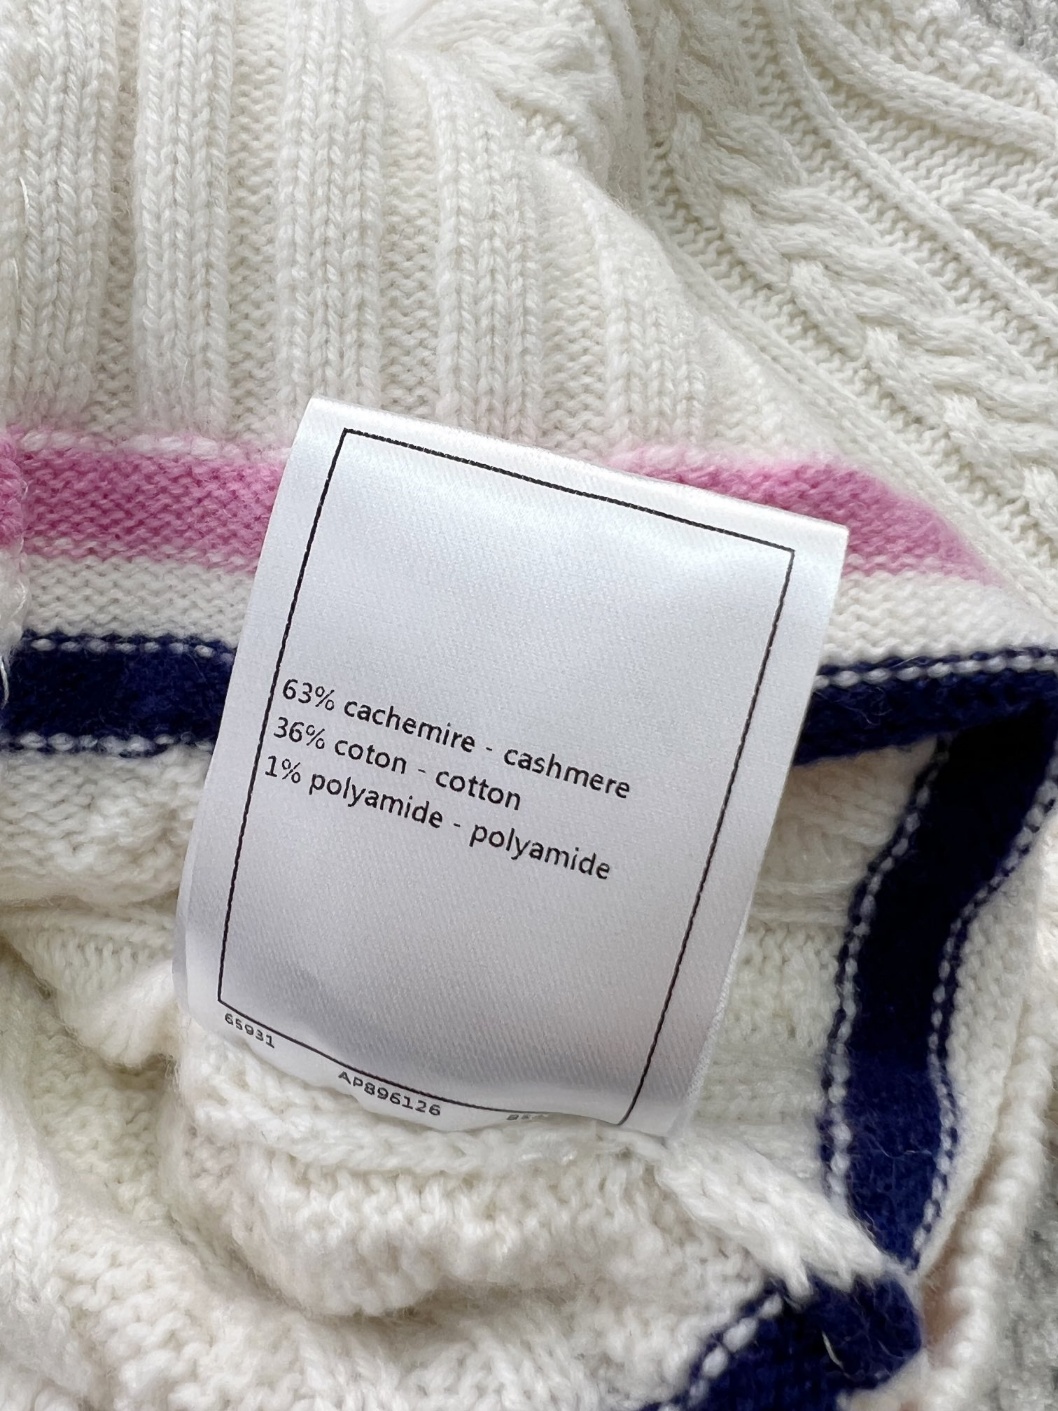 63% cachemire - cashmere
36% coton - cotton
1% polyamide - polyamide
65931
AP896126